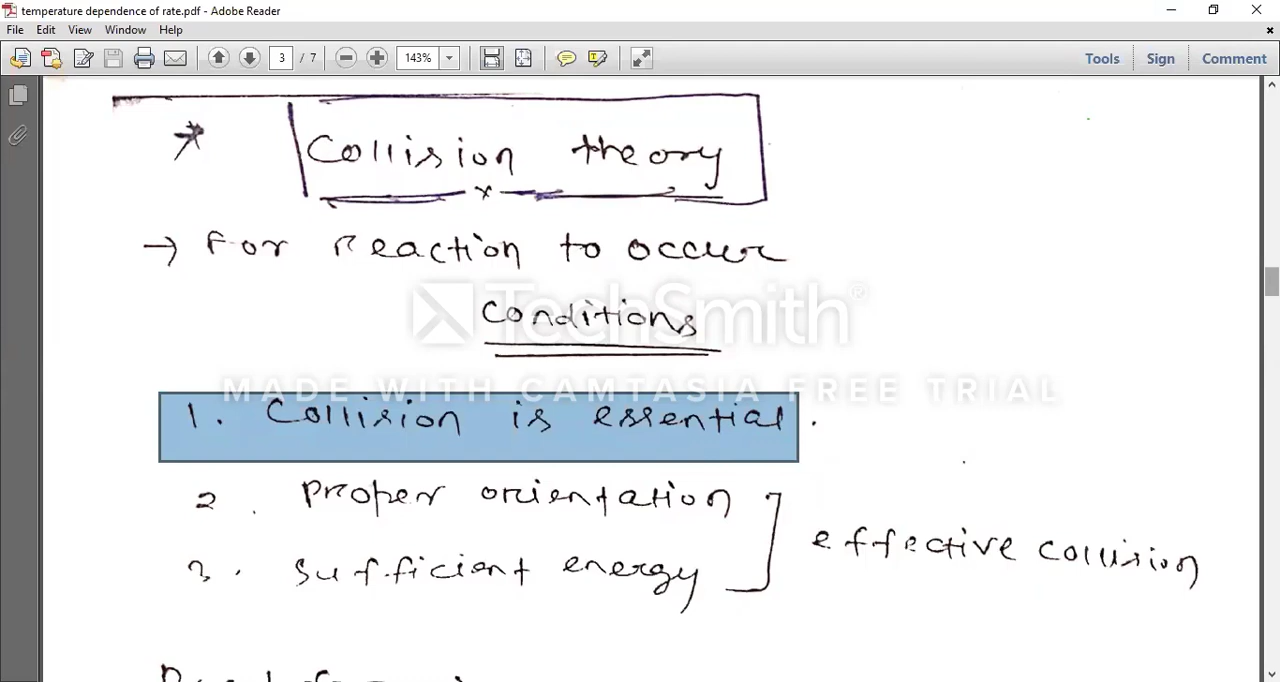 temperature dependence of rate.pdf - Adobe Reader
File Edit View Window Help
3 / 7 143% Tools Sign Comment
* Collision theory
x
→ For Reaction to occur
Conditions
TechSmith®
MADE WITH CAMTASIA FREE TRIAL
1. Collision is essential.
2. Proper orientation
effective collision
3. Sufficient energy